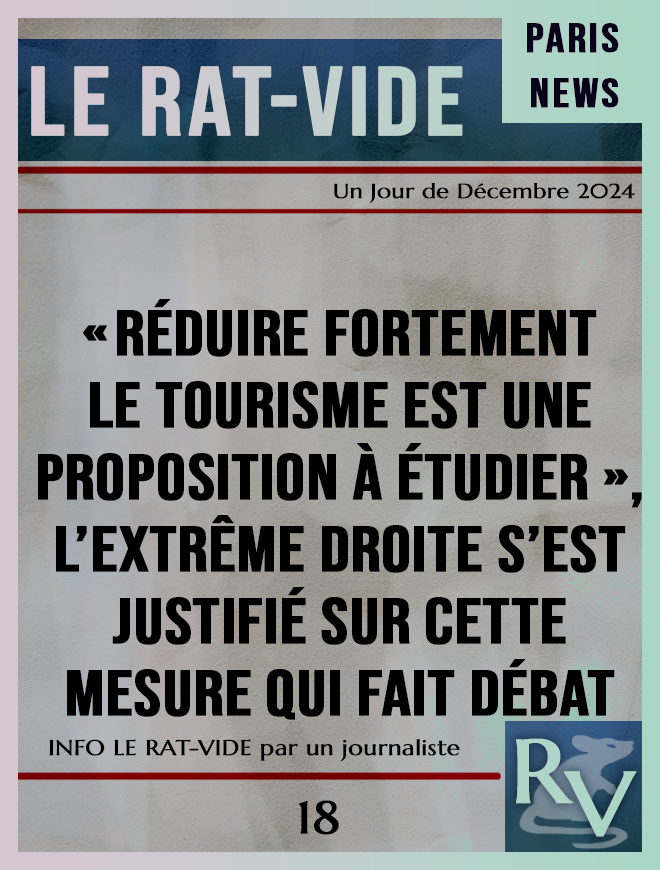 PARIS
NEWS
LE RAT-VIDE
Un Jour de Décembre 2024
« RÉDUIRE FORTEMENT
LE TOURISME EST UNE
PROPOSITION À ÉTUDIER »,
L’EXTRÊME DROITE S’EST
JUSTIFIÉ SUR CETTE
MESURE QUI FAIT DÉBAT
INFO LE RAT-VIDE par un journaliste
18
RV